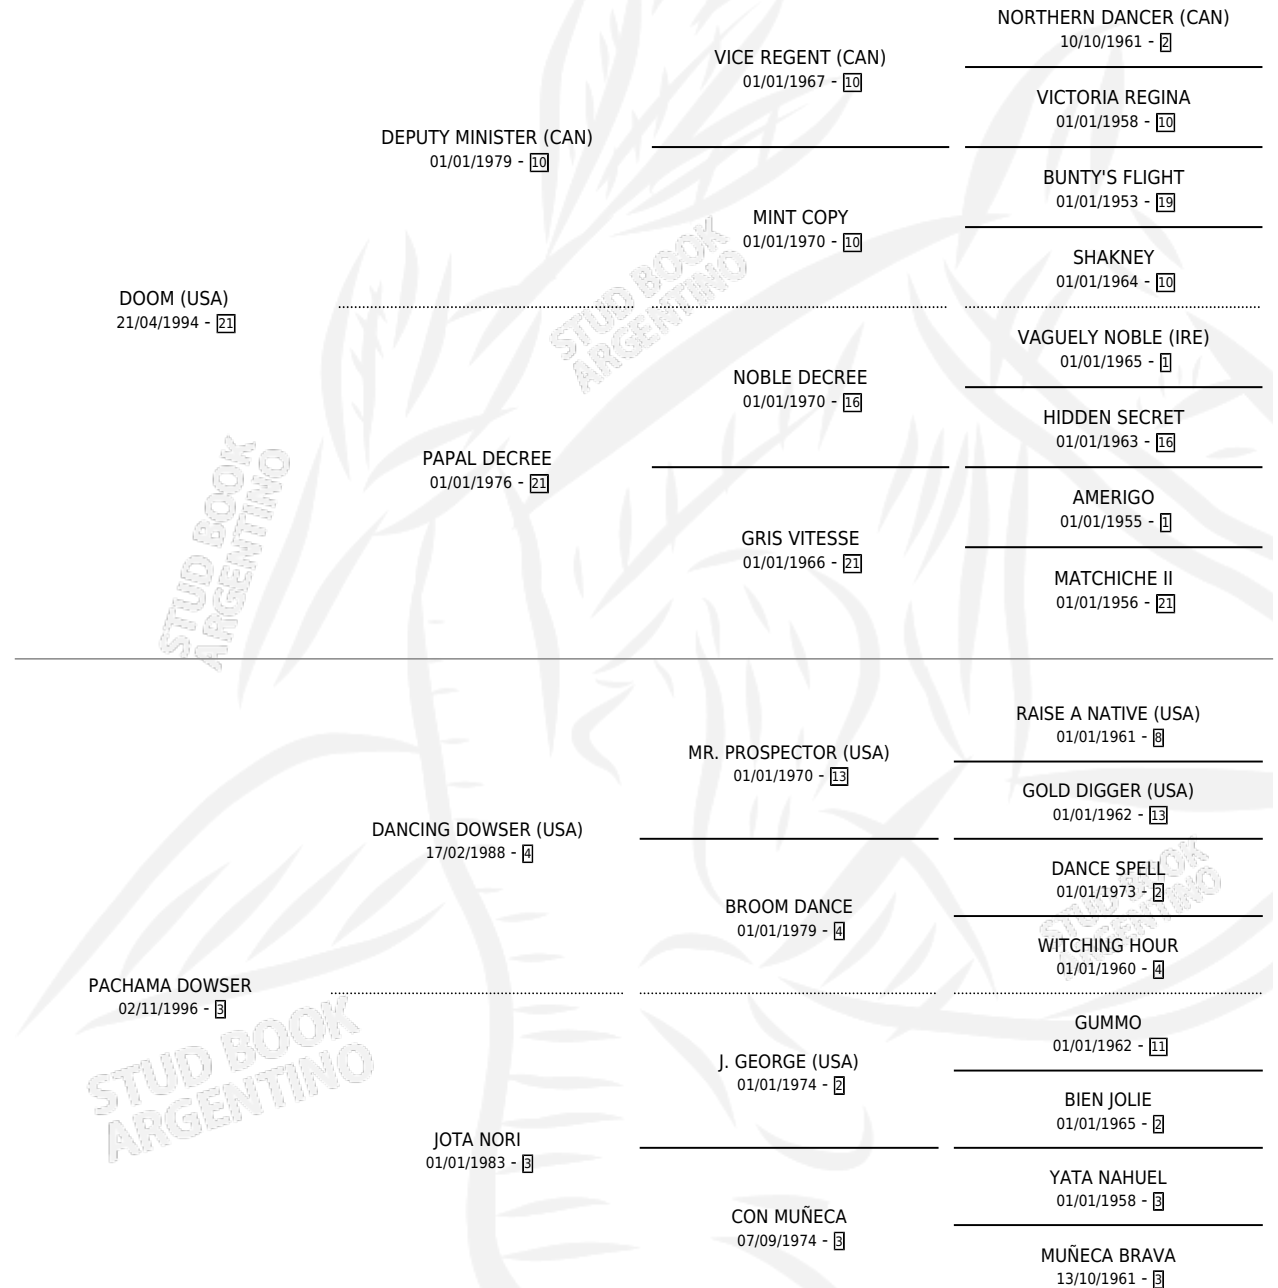 NORTHERN DANCER (CAN)
10/10/1961 - 2
VICE REGENT (CAN)
01/01/1967 - 10
VICTORIA REGINA
01/01/1958 - 10
DEPUTY MINISTER (CAN)
01/01/1979 - 10
BUNTY'S FLIGHT
01/01/1953 - 19
MINT COPY
01/01/1970 - 10
SHAKNEY
01/01/1964 - 10
DOOM (USA)
21/04/1994 - 21
VAGUELY NOBLE (IRE)
01/01/1965 - 1
NOBLE DECREE
01/01/1970 - 16
HIDDEN SECRET
01/01/1963 - 16
PAPAL DECREE
01/01/1976 - 21
AMERIGO
01/01/1955 - 1
GRIS VITESSE
01/01/1966 - 21
MATCHICHE II
01/01/1956 - 21
STUD BOOK
ARGENTINO
STUD BOOK
ARGENTINO
RAISE A NATIVE (USA)
01/01/1961 - 8
MR. PROSPECTOR (USA)
01/01/1970 - 13
GOLD DIGGER (USA)
01/01/1962 - 13
DANCING DOWSER (USA)
17/02/1988 - 4
DANCE SPELL
01/01/1973 - 2
BROOM DANCE
01/01/1979 - 4
WITCHING HOUR
01/01/1960 - 4
PACHAMA DOWSER
02/11/1996 - 3
GUMMO
01/01/1962 - 11
J. GEORGE (USA)
01/01/1974 - 2
BIEN JOLIE
01/01/1965 - 2
JOTA NORI
01/01/1983 - 3
YATA NAHUEL
01/01/1958 - 3
CON MUÑECA
07/09/1974 - 3
MUÑECA BRAVA
13/10/1961 - 3
STUD BOOK
ARGENTINO
STUD BOOK
ARGENTINO